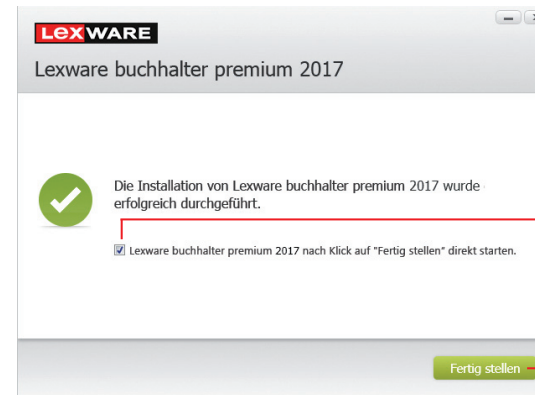 LEXWARE
Lexware buchhalter premium 2017
Die Installation von Lexware buchhalter premium 2017 wurde
erfolgreich durchgeführt.
Lexware buchhalter premium 2017 nach Klick auf "Fertig stellen" direkt starten.
Fertig stellen